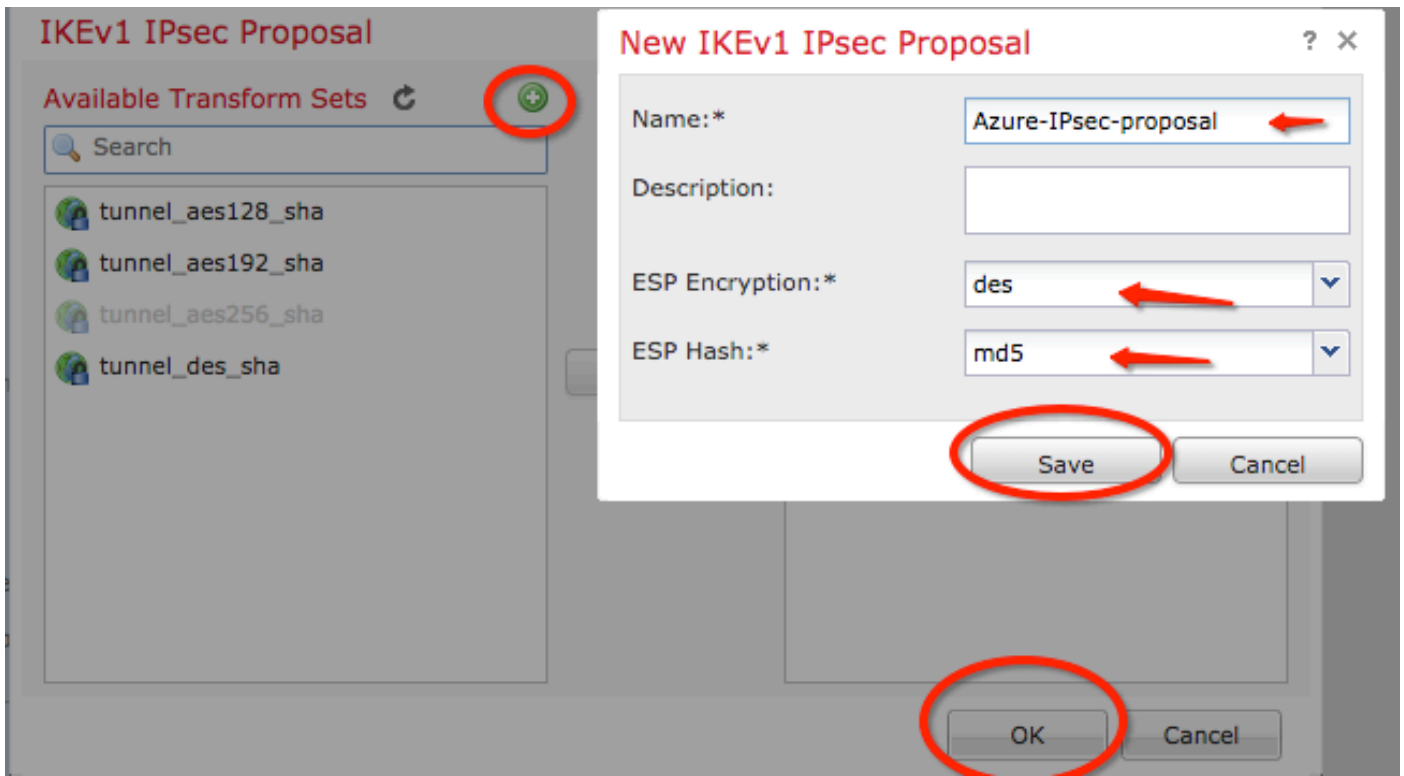 IKEv1 IPsec Proposal
Available Transform Sets
Search
tunnel_aes128_sha
tunnel_aes192_sha
tunnel_aes256_sha
tunnel_des_sha
New IKEv1 IPsec Proposal ?
Name:* Azure-IPsec-proposal
Description:
ESP Encryption:* des
ESP Hash:* md5
Save Cancel
OK Cancel